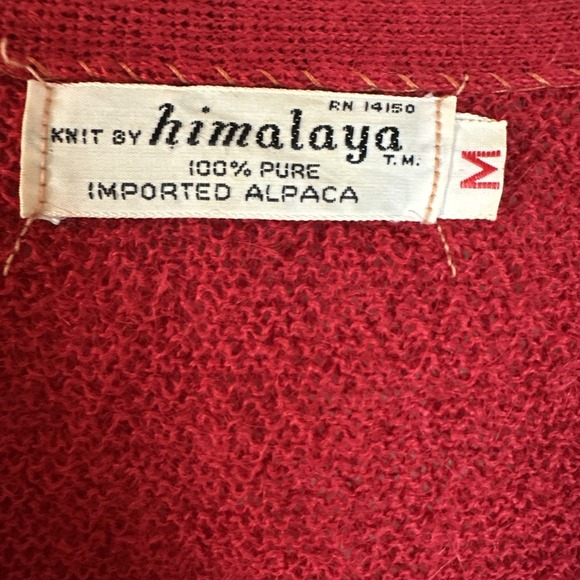 RN 14150
KNIT BY himalaya T.M.
100% PURE
IMPORTED ALPACA
M